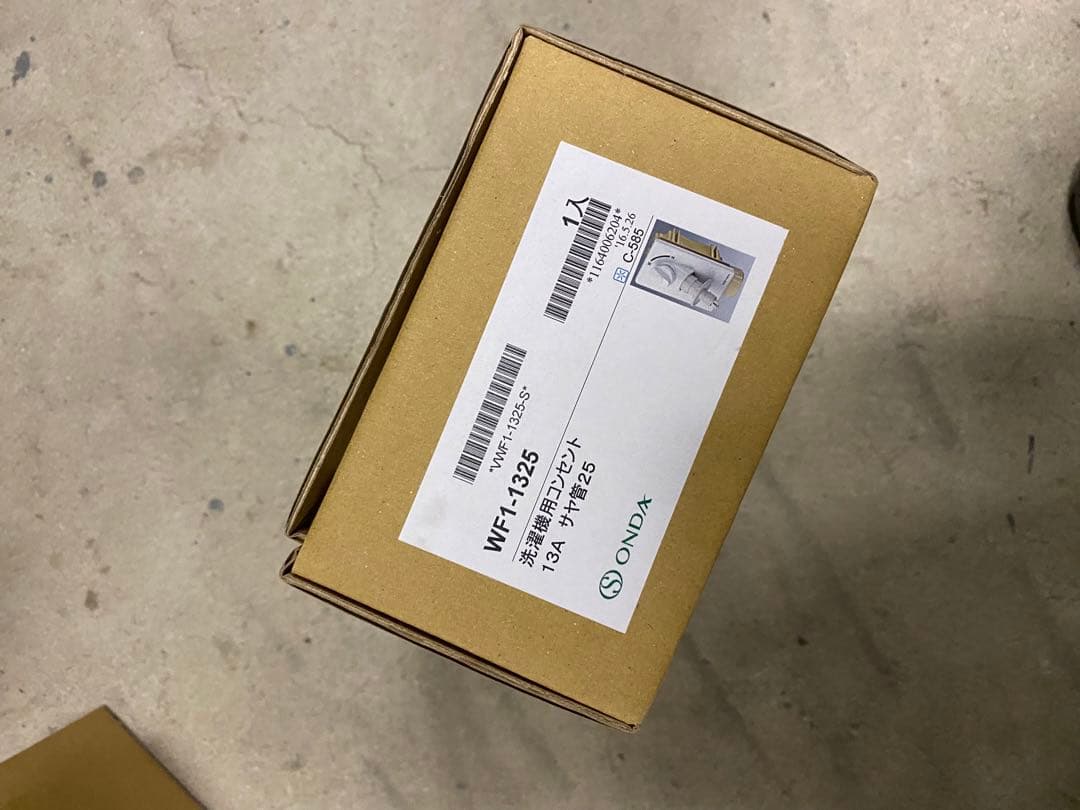 1入
*1164006204*
'16.5.26
C-585
*VWF1-1325-S*
WF1-1325
洗濯機用コンセント
13A サヤ管25
ONDA